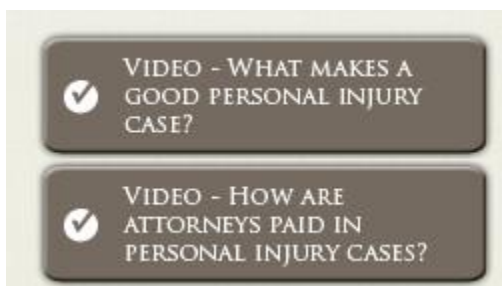 Video - What makes a
good personal injury
case?
Video - How are
attorneys paid in
personal injury cases?